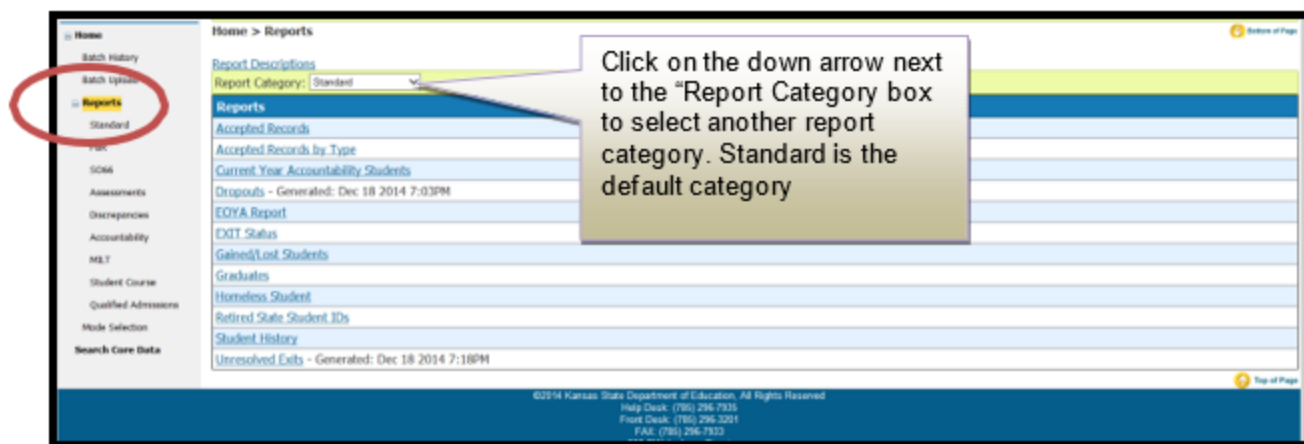 Home
Batch History
Batch Upload
Reports
Standard
SO66
Assessments
Discrepancies
Accountability
MILT
Student Course
Qualified Admissions
Mode Selection
Search Core Data
Home > Reports
Bottom of Page
Report Descriptions
Report Category: Standard
Reports
Accepted Records
Accepted Records by Type
Current Year Accountability Students
Dropouts - Generated: Dec 18 2014 7:03PM
EOYA Report
EXIT Status
Gained/Lost Students
Graduates
Homeless Student
Retired State Student IDs
Student History
Unresolved Exits - Generated: Dec 18 2014 7:18PM
Click on the down arrow next
to the “Report Category box
to select another report
category. Standard is the
default category
Top of Page
©2014 Kansas State Department of Education, All Rights Reserved
Help Desk: (785) 296-7935
Front Desk: (785) 296-3201
FAX: (785) 296-7933